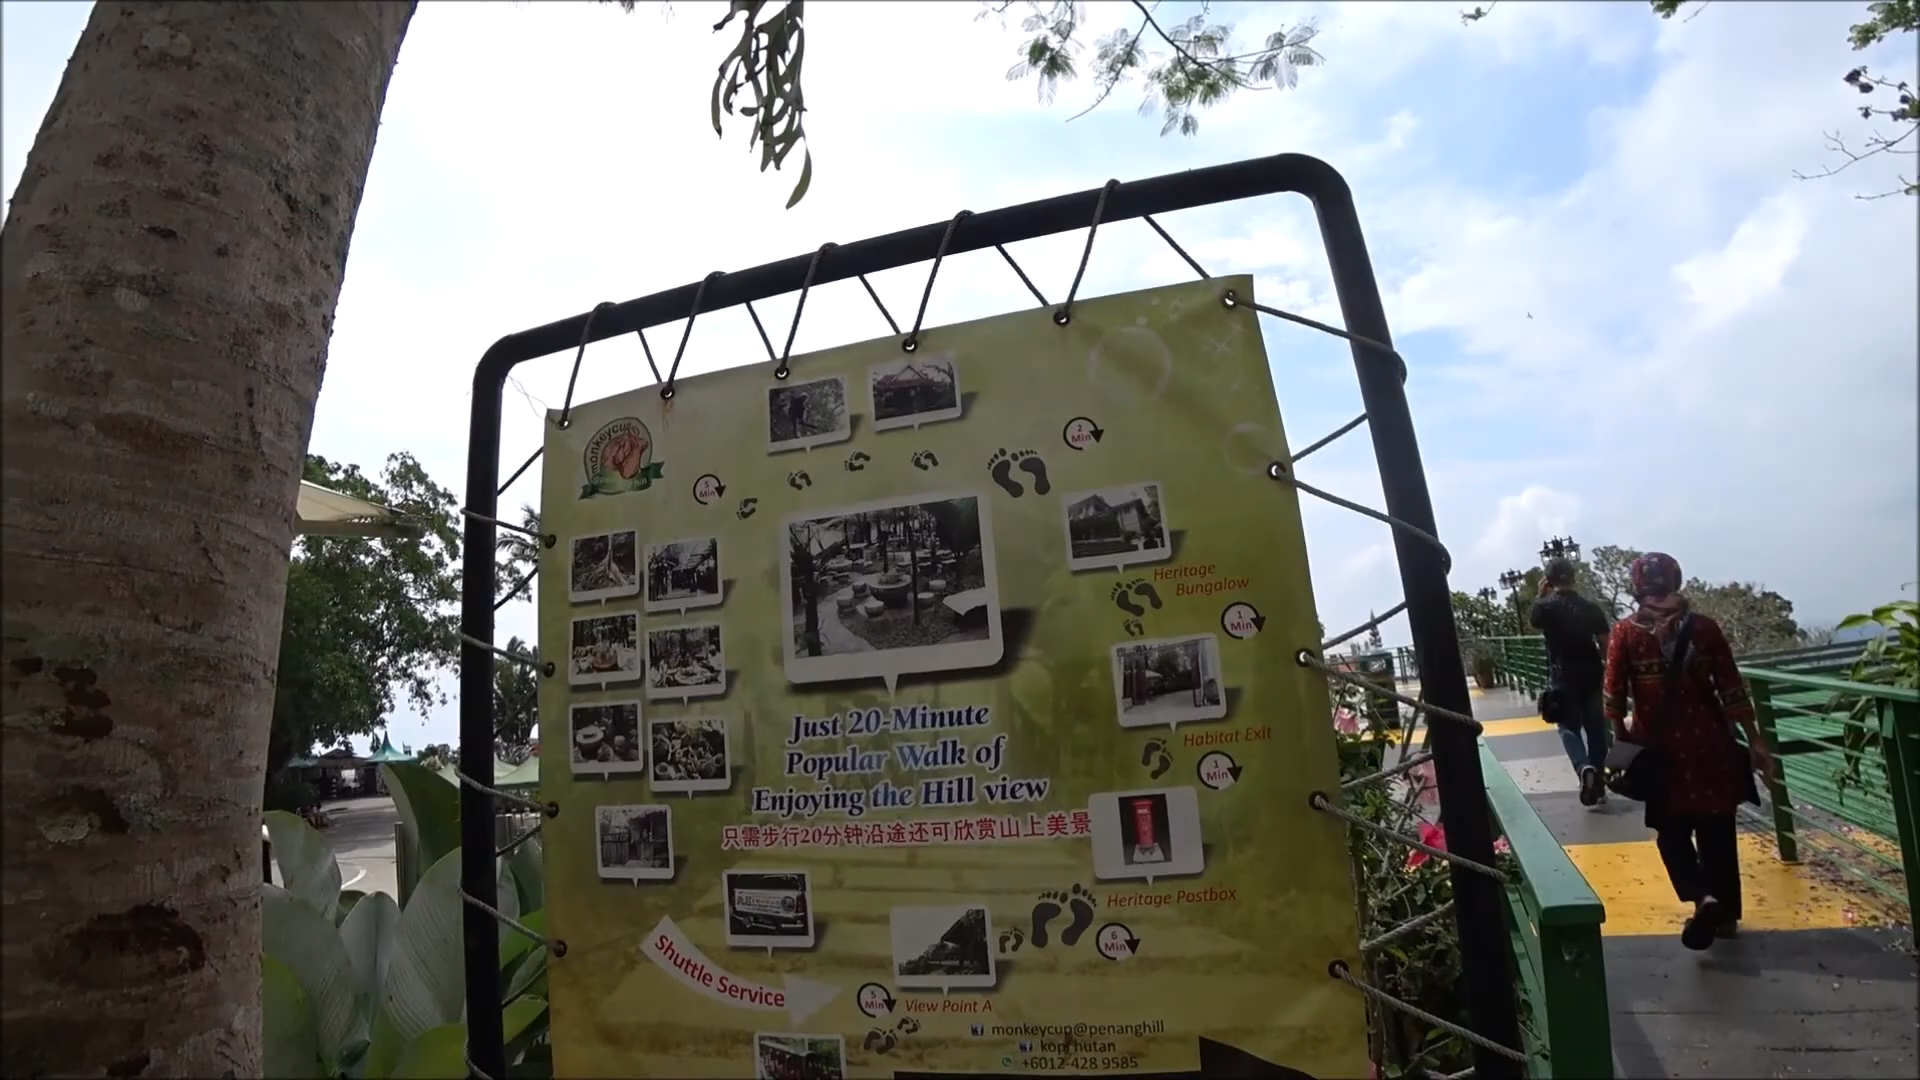 monkeycup
5 Min
2 Min
Heritage
Bungalow
1 Min
Just 20-Minute
Popular Walk of
Enjoying the Hill view
只需步行20分钟沿途还可欣赏山上美景
Habitat Exit
1 Min
Heritage Postbox
6 Min
Shuttle Service
5 Min
View Point A
monkeycup@penanghill
kopi hutan
+6012-428 9585